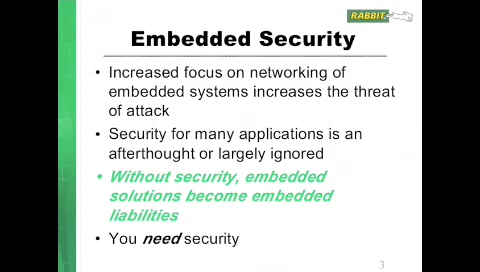 RABBIT
Embedded Security
• Increased focus on networking of
embedded systems increases the threat
of attack
• Security for many applications is an
afterthought or largely ignored
• Without security, embedded
solutions become embedded
liabilities
• You need security
3